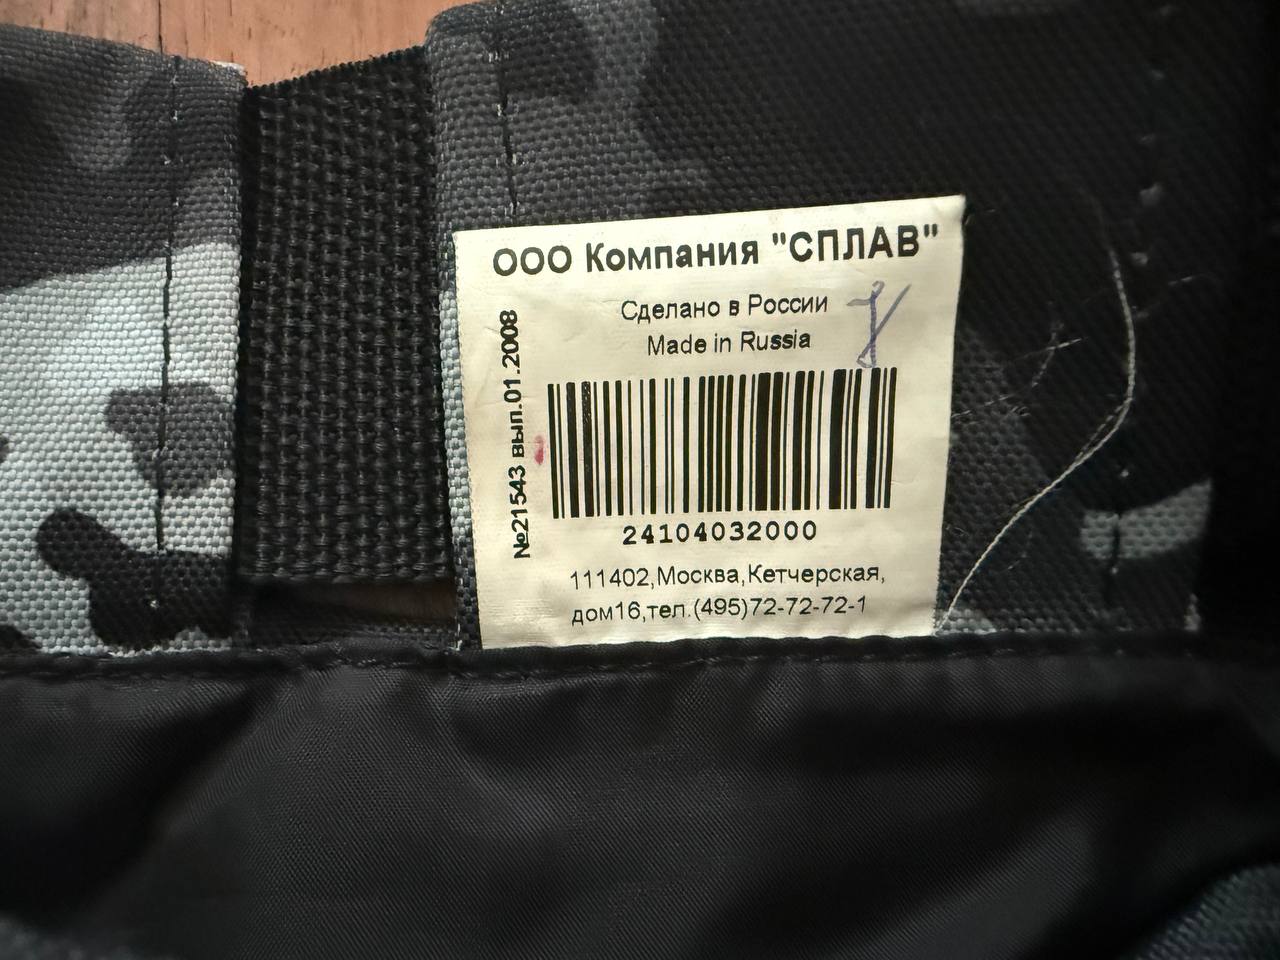 ООО Компания "СПЛАВ"
Сделано в России
Made in Russia
№21543 вып.01.2008
24104032000
111402,Москва,Кетчерская,
дом16,тел.(495)72-72-72-1